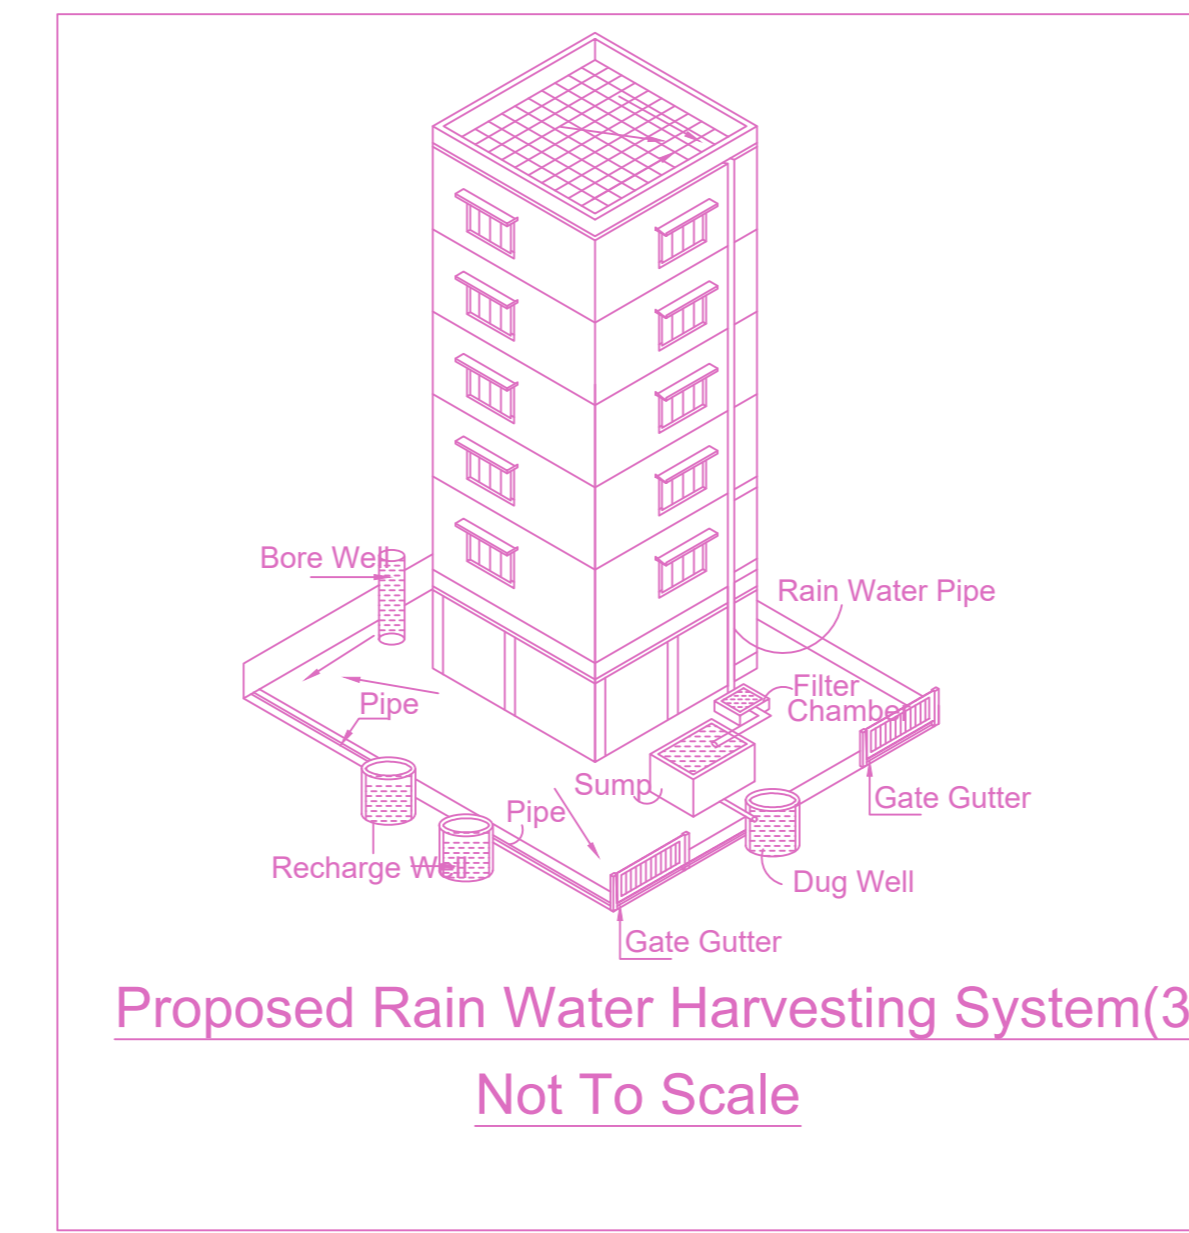 Bore Well
Rain Water Pipe
Filter
Chamber
Pipe
Sump
Gate Gutter
Pipe
Recharge Well
Dug Well
Gate Gutter
Proposed Rain Water Harvesting System(3
Not To Scale